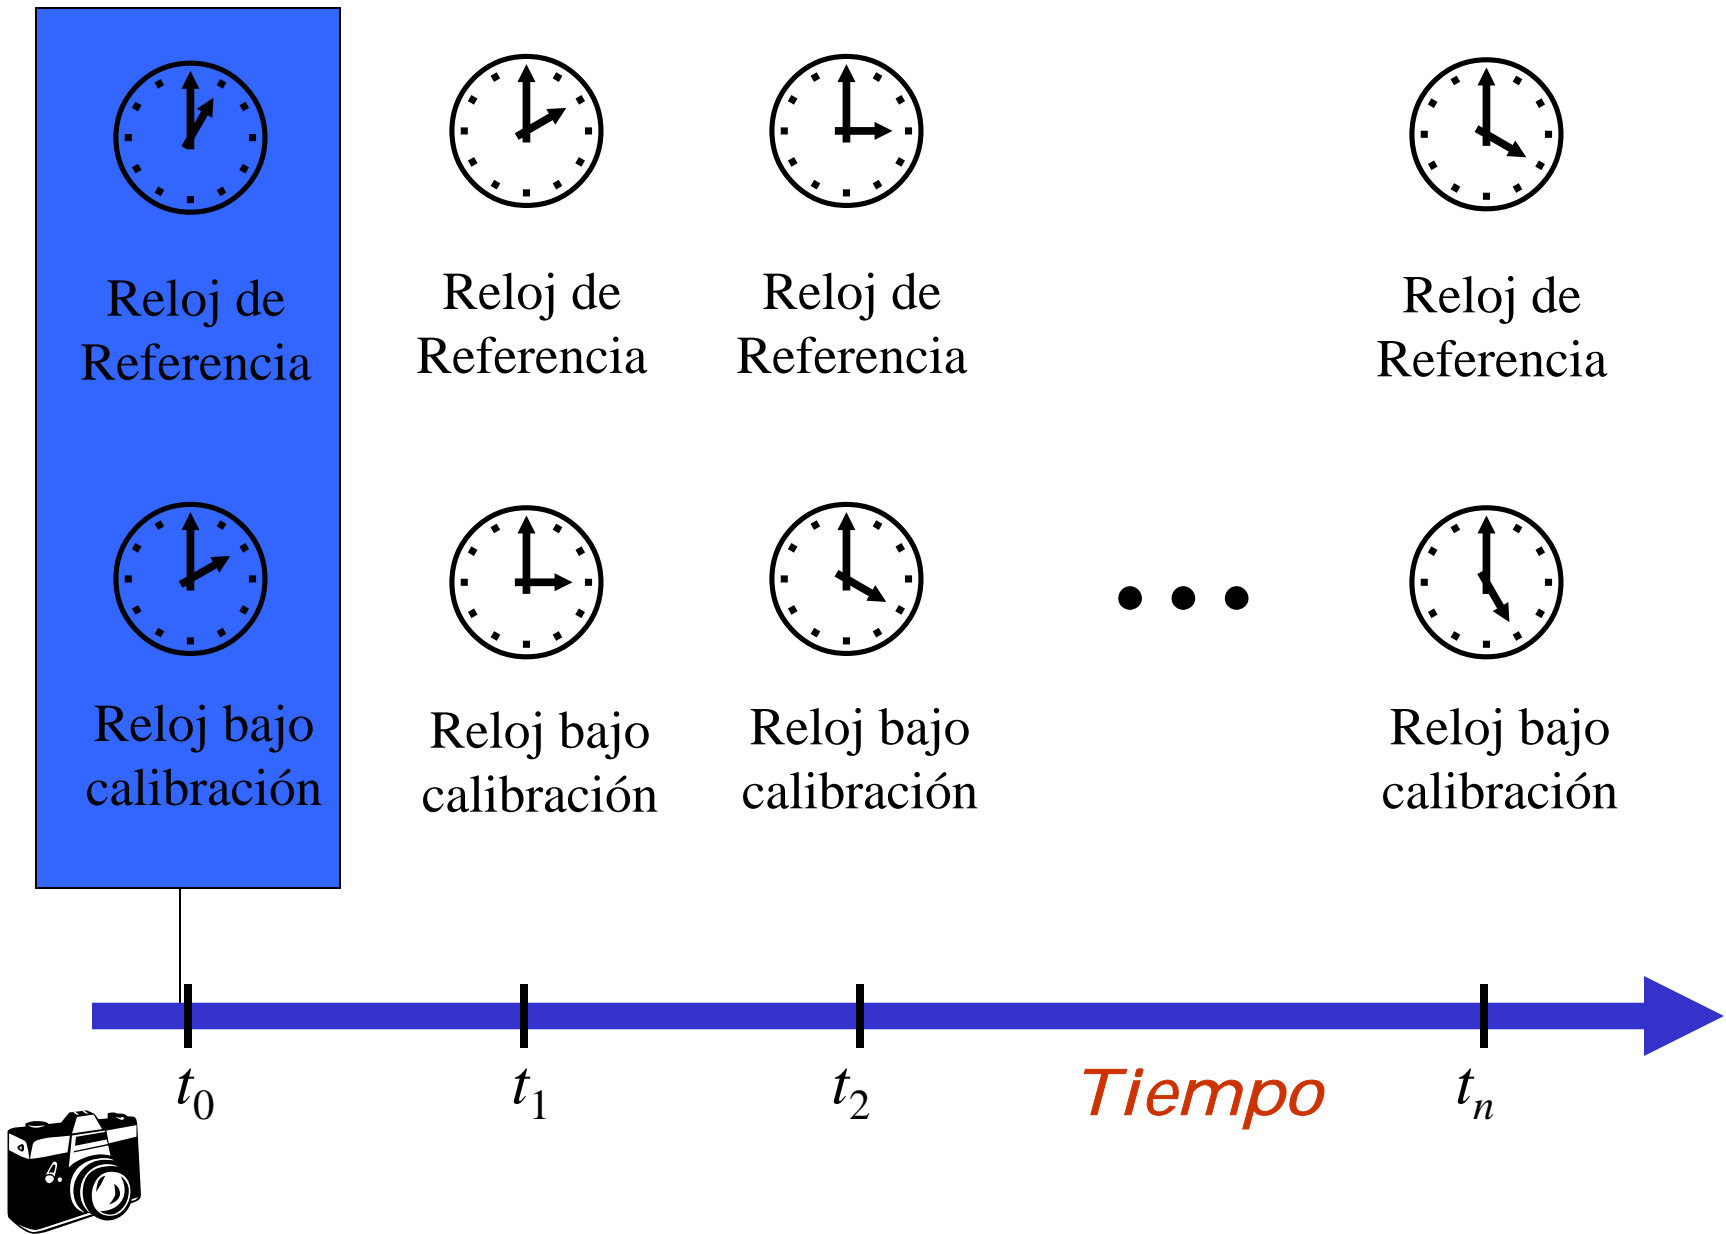 Reloj de
Referencia
Reloj de
Referencia
Reloj de
Referencia
Reloj de
Referencia
Reloj bajo
calibración
Reloj bajo
calibración
Reloj bajo
calibración
Reloj bajo
calibración
t0
t1
t2
Tiempo
tn